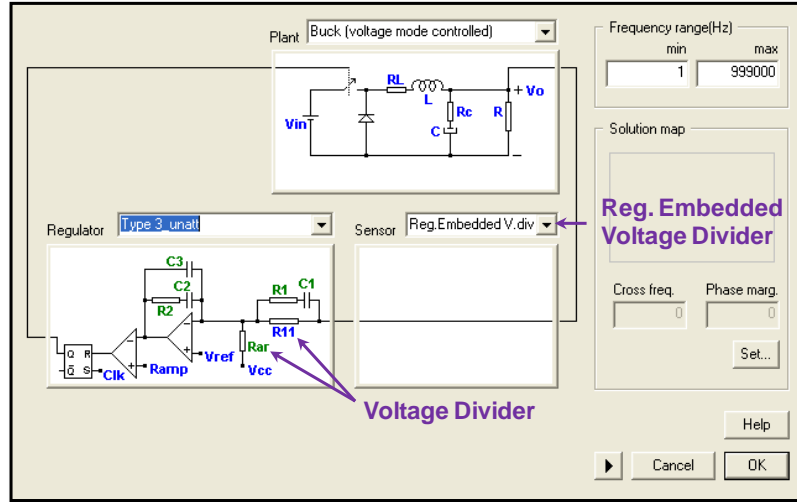 Plant Buck (voltage mode controlled)
Frequency range(Hz)
min max
1 999000
RL
L
+ Vo
Rc
R
C
Vin
Solution map
Regulator Type 3_unatt
Sensor Reg.Embedded V.div
Reg. Embedded
Voltage Divider
C3
C2
R2
R1 C1
R11
Rar
Vref
Vcc
Q R
Q̅ S
Clk
Ramp
Voltage Divider
Cross freq. Phase marg.
0 0
Set...
Help
Cancel OK